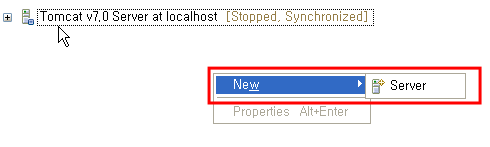 Tomcat v7.0 Server at localhost [Stopped, Synchronized]
New
Server
Properties Alt+Enter